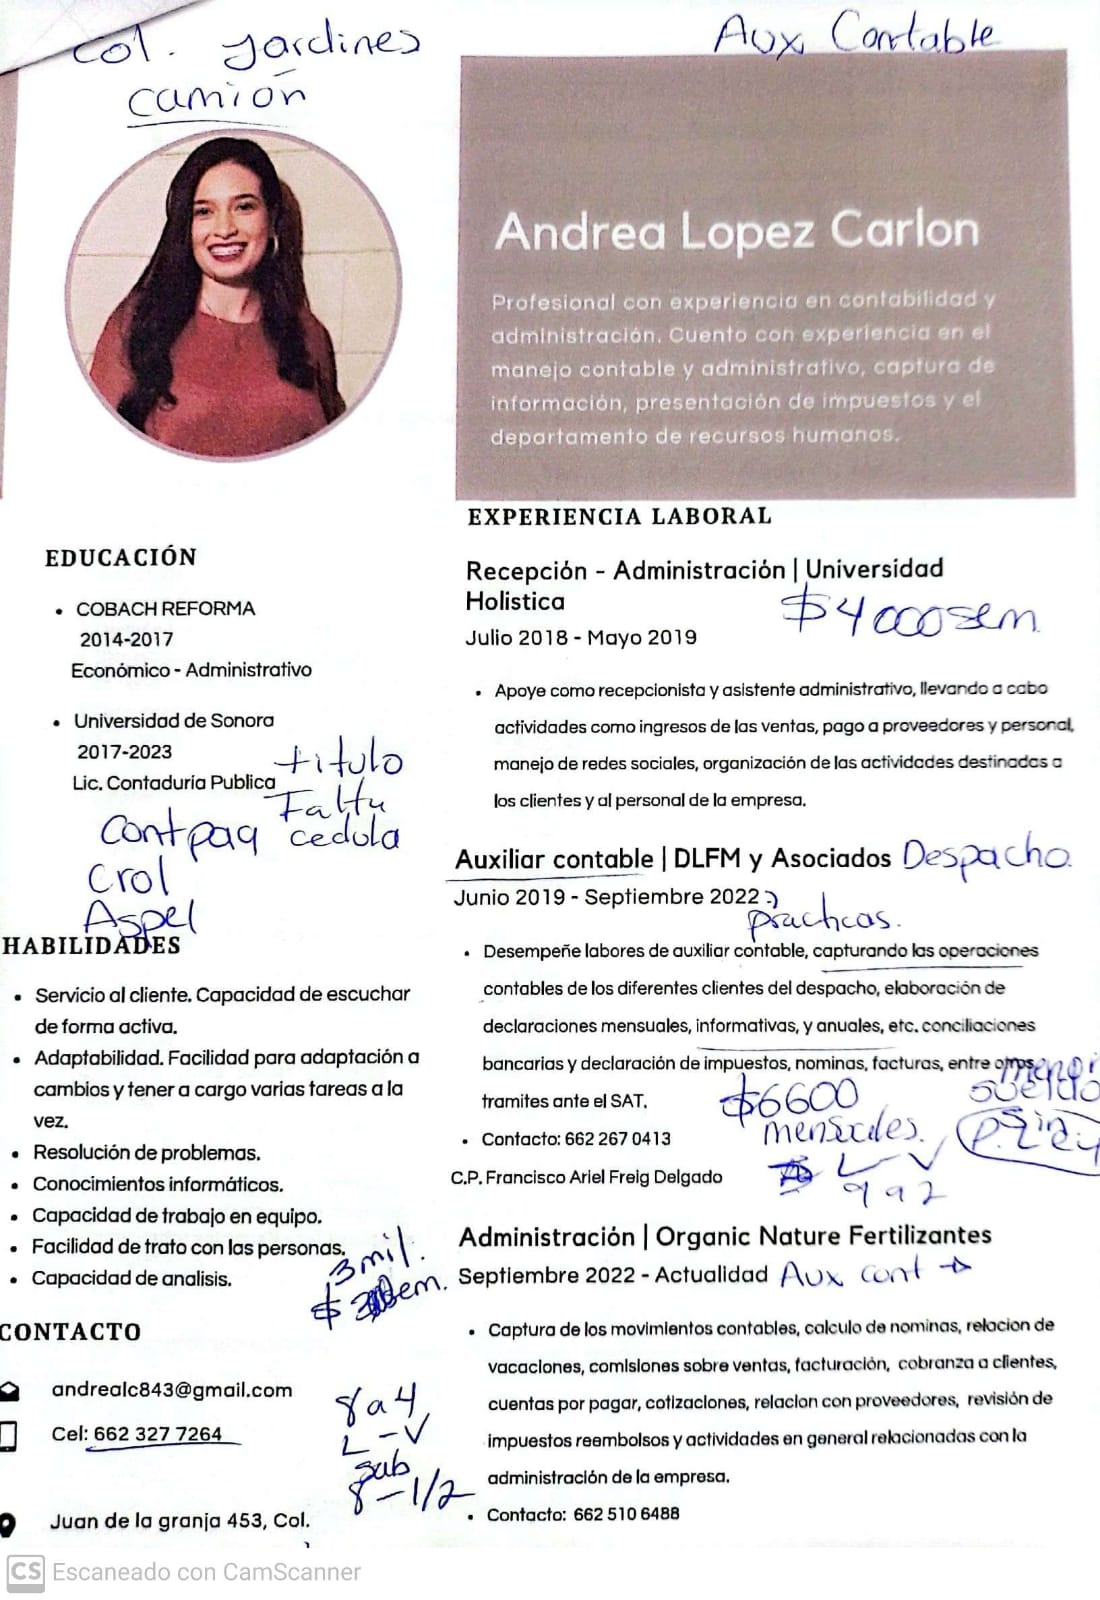 Col. Jardines
camión
Aux Contable
Andrea Lopez Carlon
Profesional con experiencia en contabilidad y
administración. Cuento con experiencia en el
manejo contable y administrativo, captura de
información, presentación de impuestos y el
departamento de recursos humanos.
EDUCACIÓN
• COBACH REFORMA
2014-2017
Económico - Administrativo
• Universidad de Sonora
2017-2023
Lic. Contaduría Publica
titulo
Falta
cedula
Contpaq
Crol
Aspel
HABILIDADES
• Servicio al cliente. Capacidad de escuchar
de forma activa.
• Adaptabilidad. Facilidad para adaptación a
cambios y tener a cargo varias tareas a la
vez.
• Resolución de problemas.
• Conocimientos informáticos.
• Capacidad de trabajo en equipo.
• Facilidad de trato con las personas.
• Capacidad de analisis.
3mil.
$ sem.
CONTACTO
andrealc843@gmail.com
Cel: 662 327 7264
Juan de la granja 453, Col.
8 a 4
L - V
sab
8 - 1/2
EXPERIENCIA LABORAL
Recepción - Administración | Universidad
Holistica
$4000 sem.
Julio 2018 - Mayo 2019
• Apoye como recepcionista y asistente administrativo, llevando a cabo
actividades como ingresos de las ventas, pago a proveedores y personal,
manejo de redes sociales, organización de las actividades destinadas a
los clientes y al personal de la empresa.
Auxiliar contable | DLFM y Asociados Despacho.
Junio 2019 - Septiembre 2022
practicas.
• Desempeñe labores de auxiliar contable, capturando las operaciones
contables de los diferentes clientes del despacho, elaboración de
declaraciones mensuales, informativas, y anuales, etc. conciliaciones
bancarias y declaración de impuestos, nominas, facturas, entre otros
tramites ante el SAT.
$6600
mensuales.
menor
sueldo
sin
P.
L - V
9 a 2
• Contacto: 662 267 0413
C.P. Francisco Ariel Freig Delgado
Administración | Organic Nature Fertilizantes
Septiembre 2022 - Actualidad Aux cont →
• Captura de los movimientos contables, calculo de nominas, relacion de
vacaciones, comisiones sobre ventas, facturación, cobranza a clientes,
cuentas por pagar, cotizaciones, relacion con proveedores, revisión de
impuestos reembolsos y actividades en general relacionadas con la
administración de la empresa.
• Contacto: 662 510 6488
CS Escaneado con CamScanner